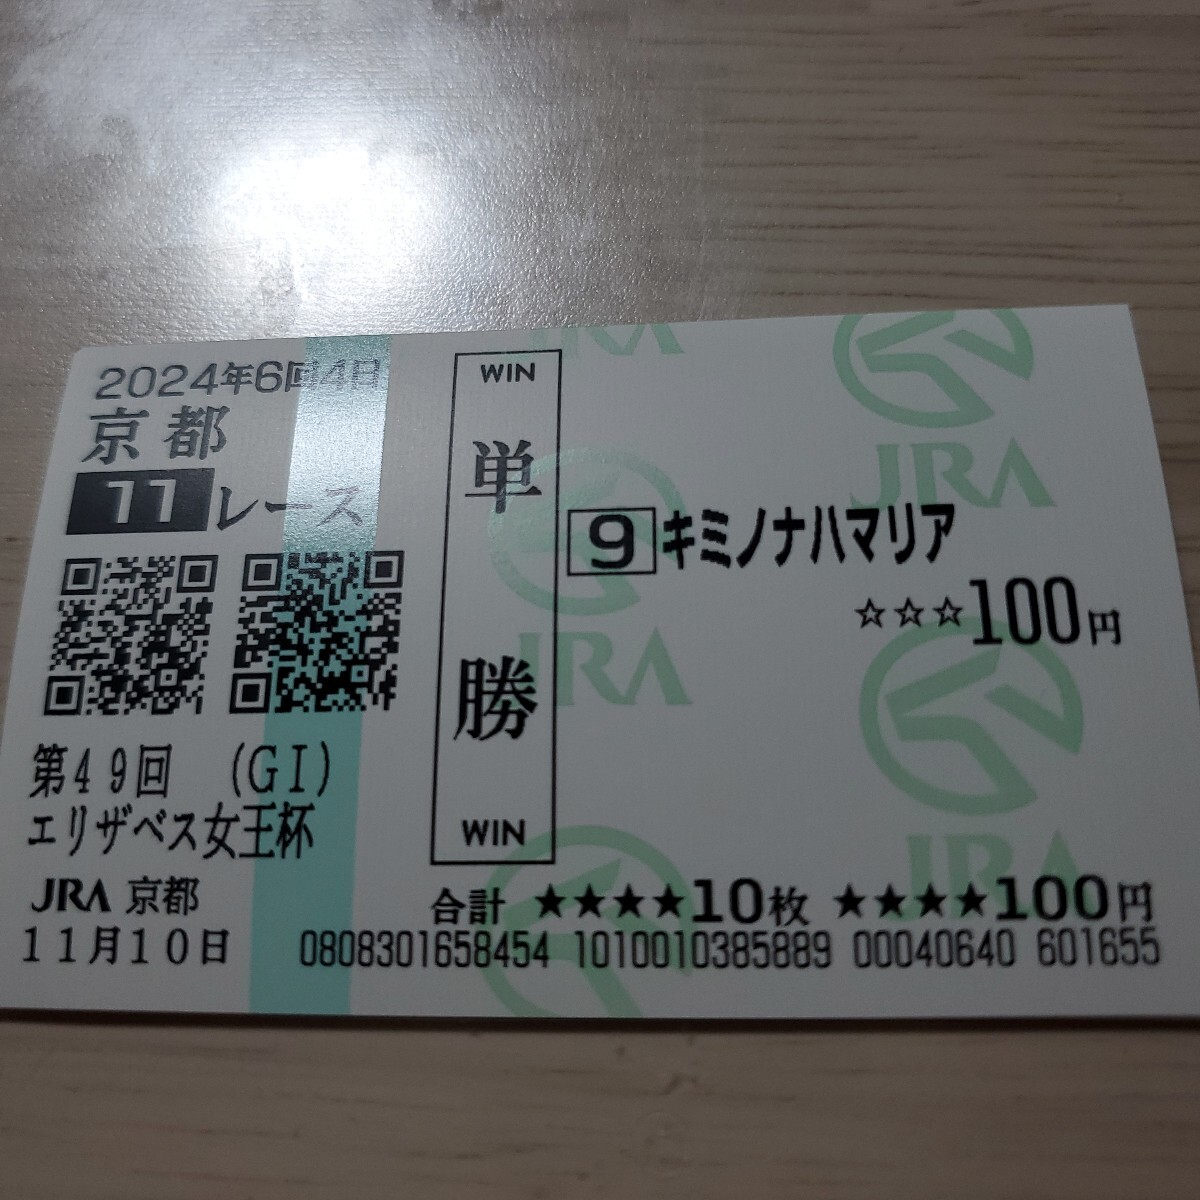 2024年6回4日
京都
11レース
第49回 (GI)
エリザベス女王杯
JRA 京都
11月10日
WIN
単勝
WIN
9 キミノナハマリア
☆☆☆100円
合計 ★★★★10枚 ★★★★100円
0808301658454 1010010385889 00040640 601655
JRA
JRA
JRA
JRA